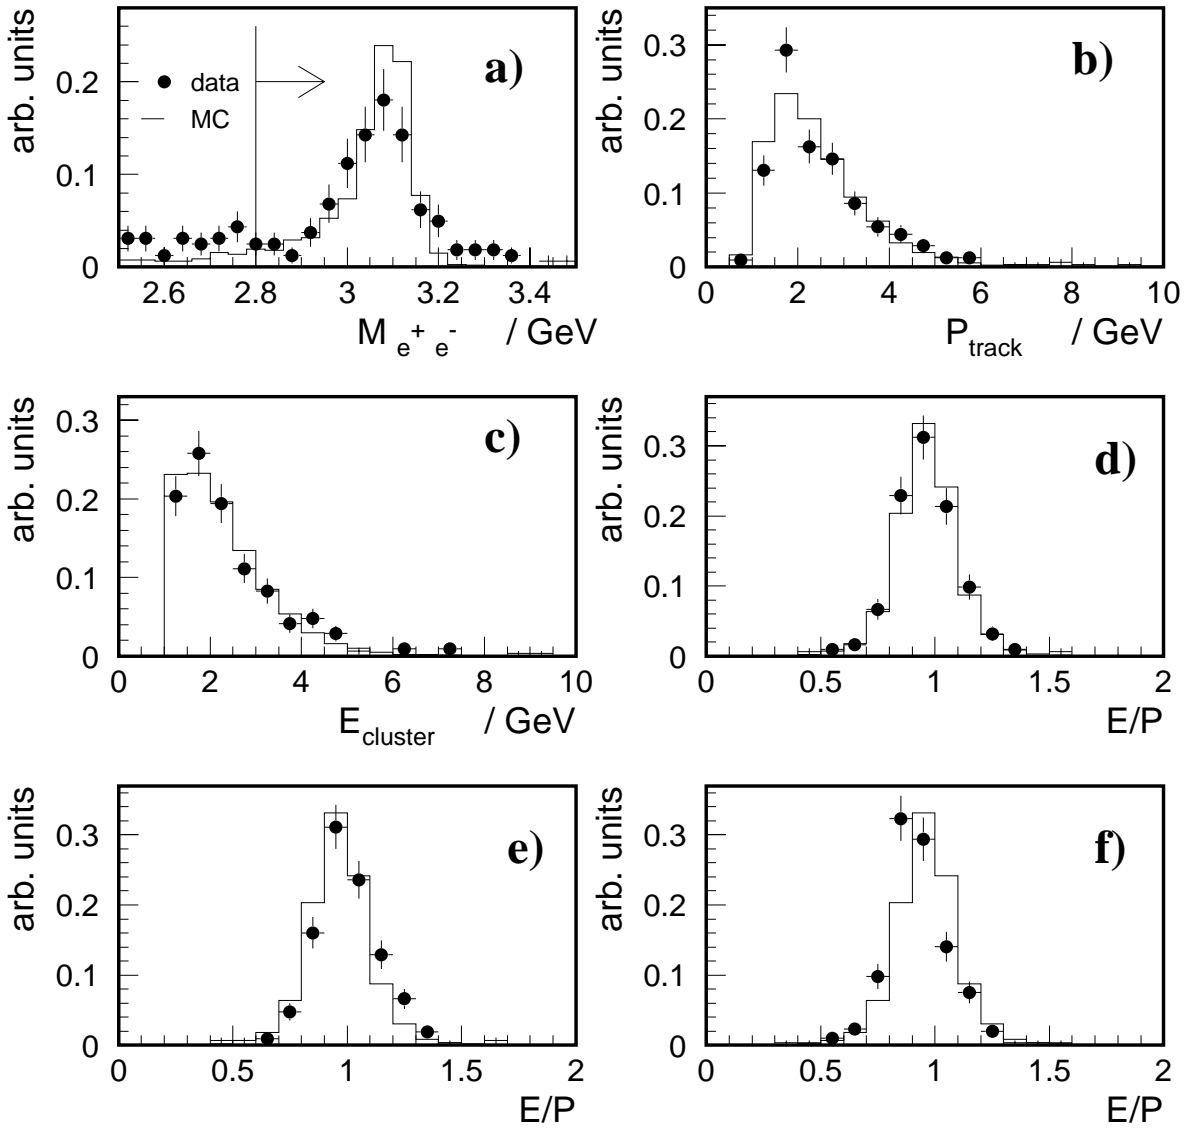 arb. units
0.2
0.1
0
a)
data
MC
2.6 2.8 3 3.2 3.4
M e+ e- / GeV
arb. units
0.3
0.2
0.1
0
b)
0 2 4 6 8 10
Ptrack / GeV
arb. units
0.3
0.2
0.1
0
c)
0 2 4 6 8 10
Ecluster / GeV
arb. units
0.3
0.2
0.1
0
d)
0 0.5 1 1.5 2
E/P
arb. units
0.3
0.2
0.1
0
e)
0 0.5 1 1.5 2
E/P
arb. units
0.3
0.2
0.1
0
f)
0 0.5 1 1.5 2
E/P